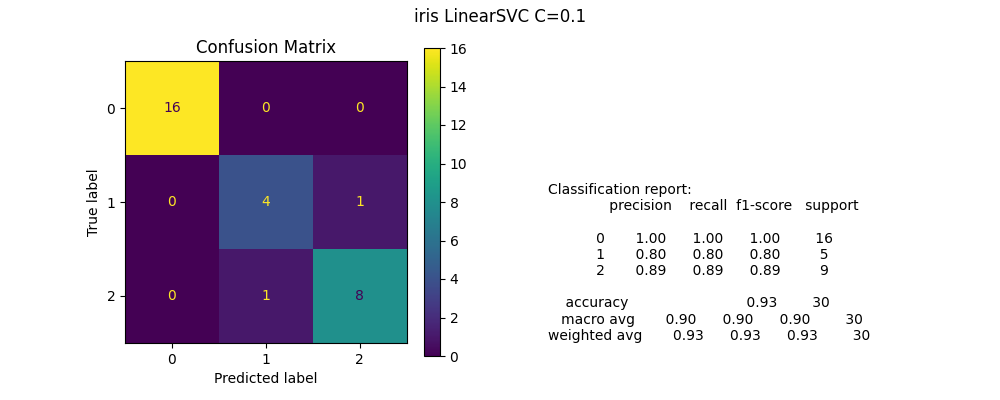 iris LinearSVC C=0.1
Confusion Matrix
16
14
12
10
8
6
4
2
0
True label
0
1
2
16 0 0
0 4 1
0 1 8
0 1 2
Predicted label
Classification report:
precision recall f1-score support
0 1.00 1.00 1.00 16
1 0.80 0.80 0.80 5
2 0.89 0.89 0.89 9
accuracy 0.93 30
macro avg 0.90 0.90 0.90 30
weighted avg 0.93 0.93 0.93 30